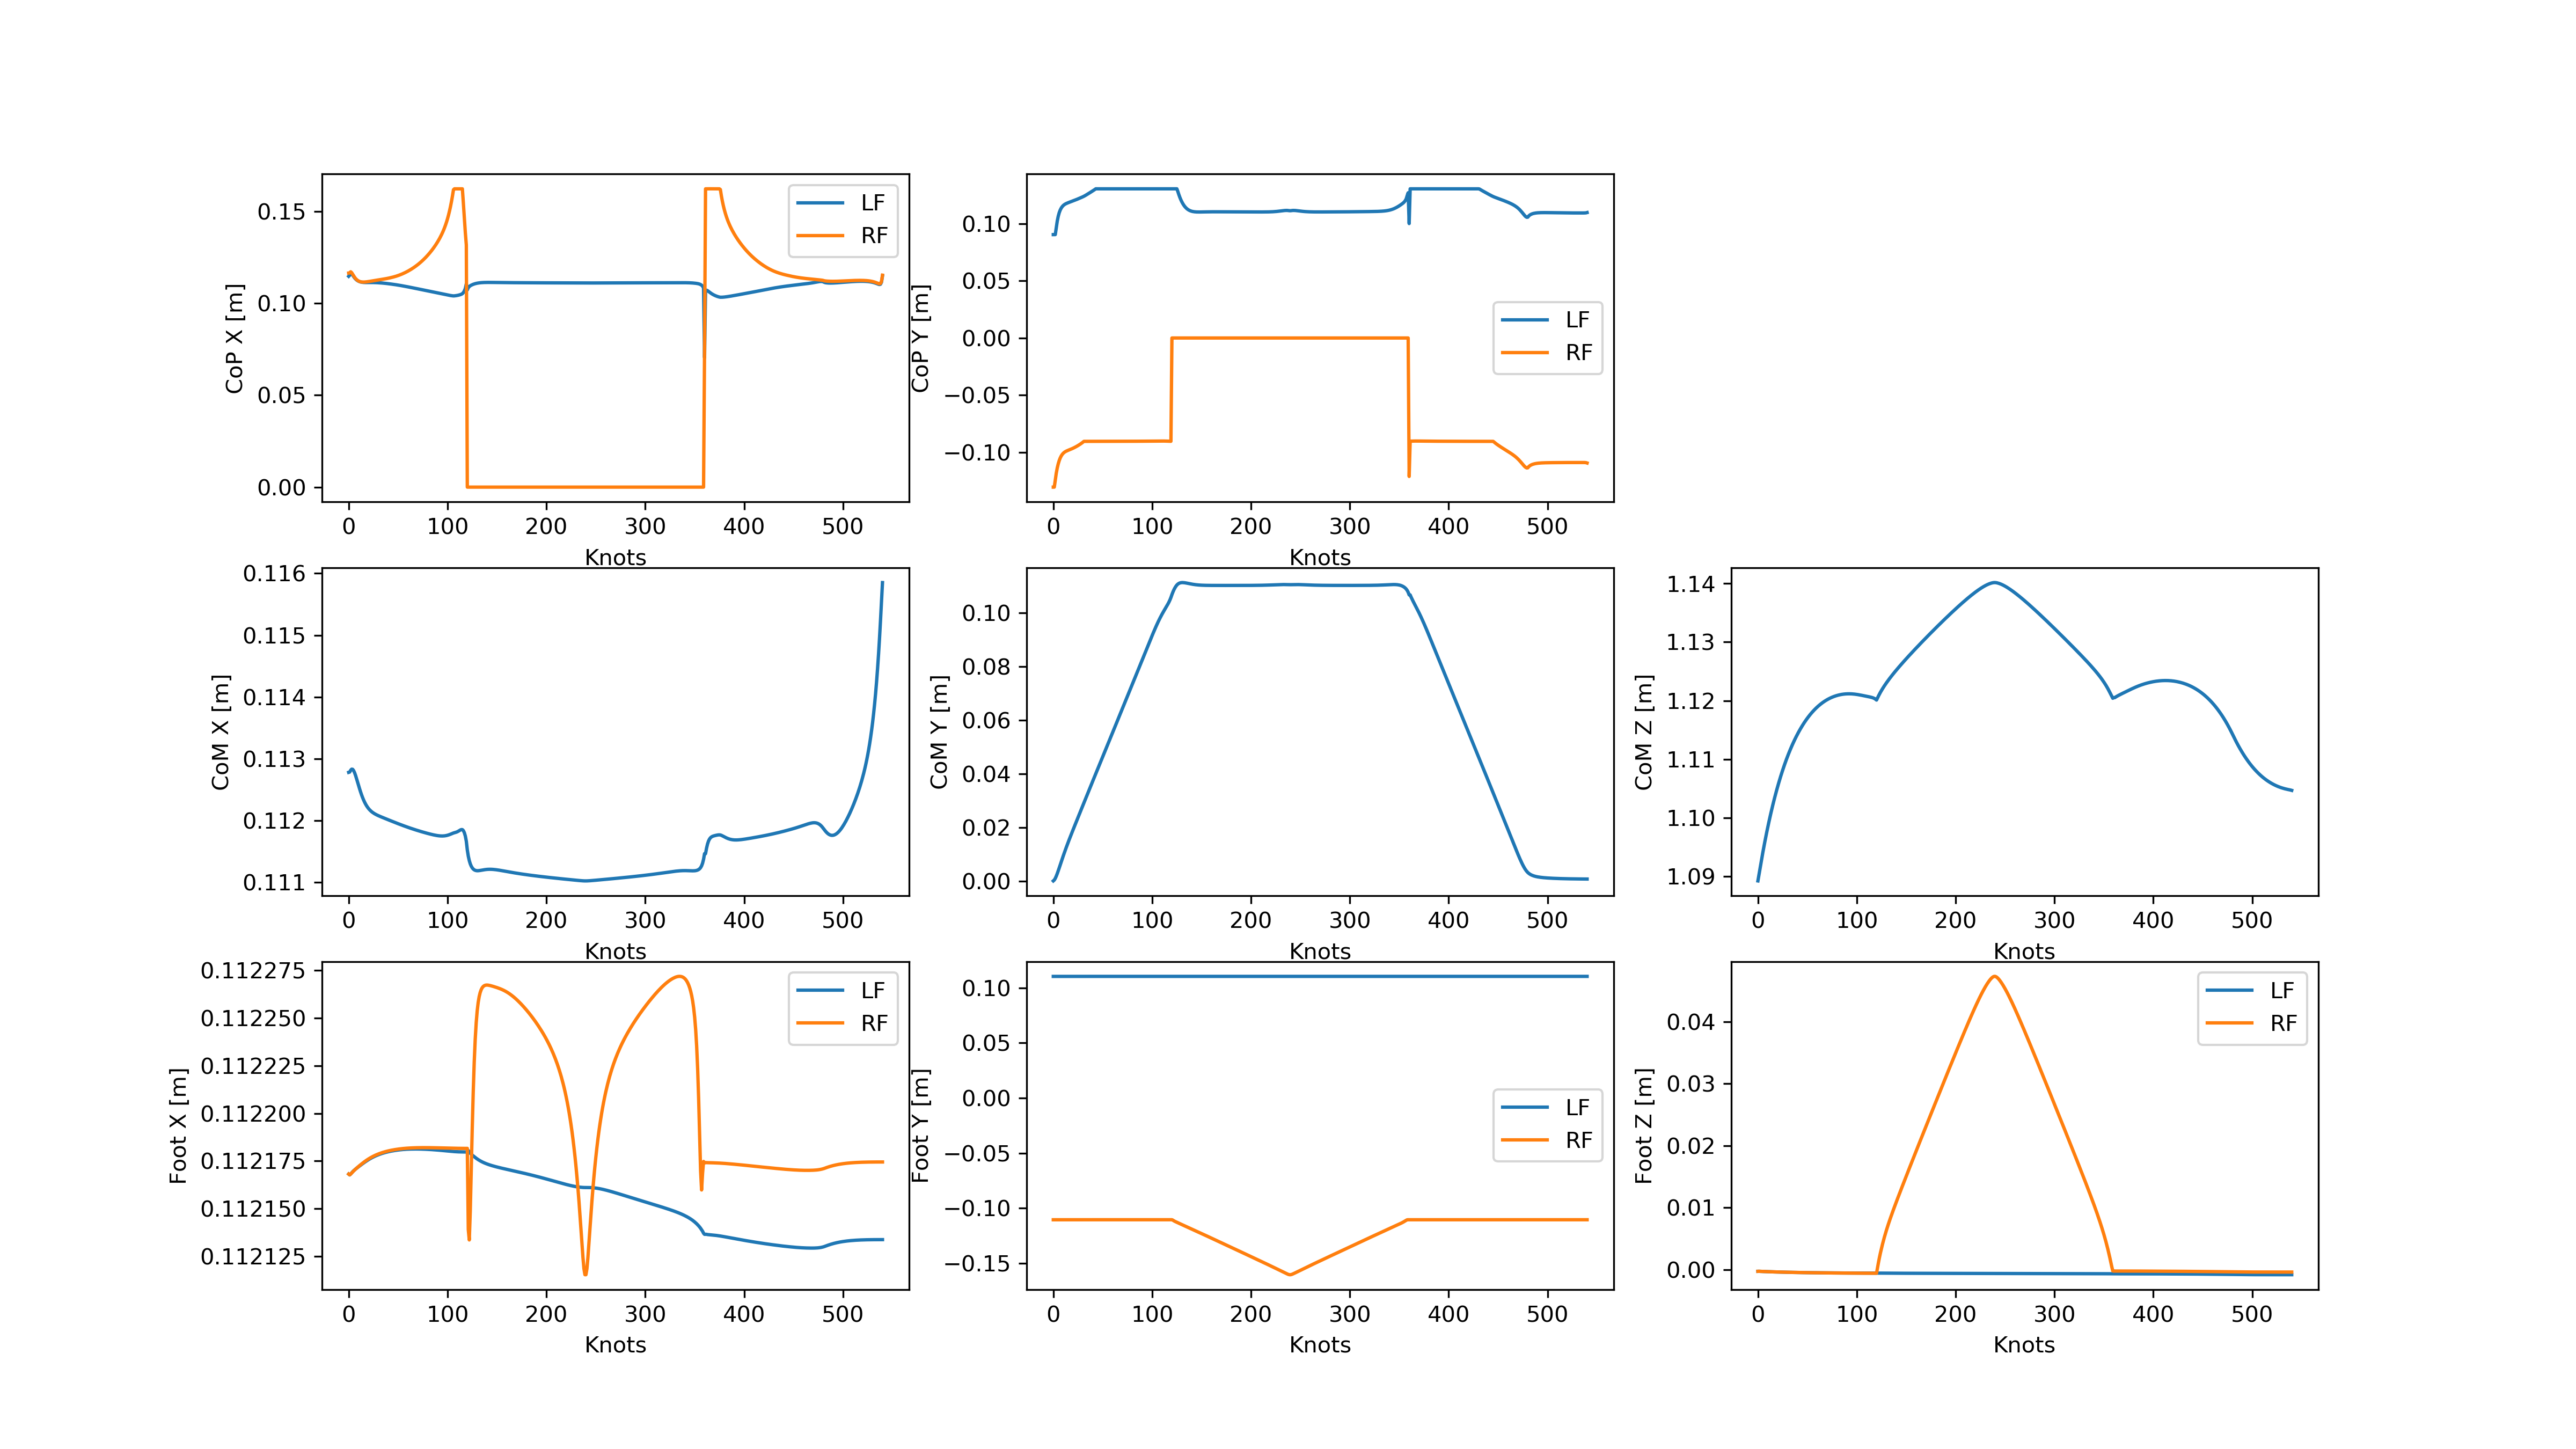 CoP X [m]
0.15
0.10
0.05
0.00
0 100 200 300 400 500
Knots
LF
RF
CoP Y [m]
0.10
0.05
0.00
−0.05
−0.10
0 100 200 300 400 500
Knots
LF
RF
CoM X [m]
0.116
0.115
0.114
0.113
0.112
0.111
0 100 200 300 400 500
Knots
CoM Y [m]
0.10
0.08
0.06
0.04
0.02
0.00
0 100 200 300 400 500
Knots
CoM Z [m]
1.14
1.13
1.12
1.11
1.10
1.09
0 100 200 300 400 500
Knots
Foot X [m]
0.112275
0.112250
0.112225
0.112200
0.112175
0.112150
0.112125
0 100 200 300 400 500
Knots
LF
RF
Foot Y [m]
0.10
0.05
0.00
−0.05
−0.10
−0.15
0 100 200 300 400 500
Knots
LF
RF
Foot Z [m]
0.04
0.03
0.02
0.01
0.00
0 100 200 300 400 500
Knots
LF
RF